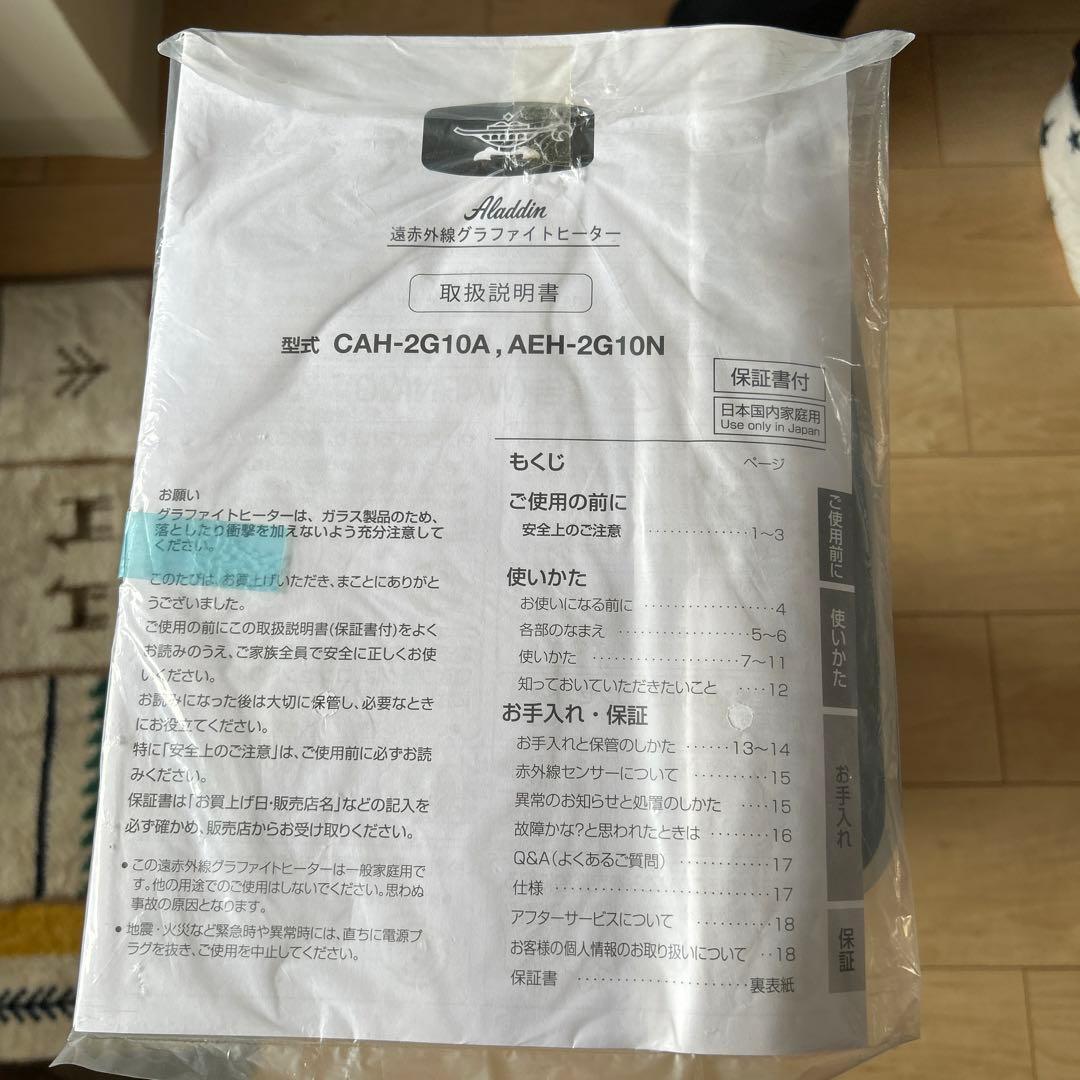 Aladdin
遠赤外線グラファイトヒーター
取扱説明書
型式 CAH-2G10A , AEH-2G10N
保証書付
日本国内家庭用
Use only in Japan
お願い
グラファイトヒーターは、ガラス製品のため、
落としたり衝撃を加えないよう充分注意して
ください。
このたびは、お買上げいただき、まことにありがと
うございました。
ご使用の前にこの取扱説明書(保証書付)をよく
お読みのうえ、ご家族全員で安全に正しくお使
いください。
お読みになった後は大切に保管し、必要なとき
にお役立てください。
特に「安全上のご注意」は、ご使用前に必ずお読
みください。
保証書は「お買上げ日・販売店名」などの記入を
必ず確かめ、販売店からお受け取りください。
●この遠赤外線グラファイトヒーターは一般家庭用で
す。他の用途でのご使用はしないでください。思わぬ
事故の原因となります。
●地震・火災など緊急時や異常時には、直ちに電源プ
ラグを抜き、ご使用を中止してください。
もくじ ページ
ご使用の前に
安全上のご注意 ‥‥‥‥‥‥‥1~3
使いかた
お使いになる前に ‥‥‥‥‥‥‥‥‥4
各部のなまえ ‥‥‥‥‥‥‥‥‥5~6
使いかた ‥‥‥‥‥‥‥‥‥‥7~11
知っておいていただきたいこと ‥‥12
お手入れ・保証
お手入れと保管のしかた ‥‥‥13~14
赤外線センサーについて ‥‥‥‥‥15
異常のお知らせと処置のしかた ‥‥15
故障かな?と思われたときは ‥‥‥‥16
Q&A(よくあるご質問) ‥‥‥‥‥‥17
仕様 ‥‥‥‥‥‥‥‥‥‥‥‥‥‥17
アフターサービスについて ‥‥‥‥‥18
お客様の個人情報のお取り扱いについて ‥18
保証書 ‥‥‥‥‥‥‥‥‥‥‥裏表紙
ご使用前に
使いかた
お手入れ
保証